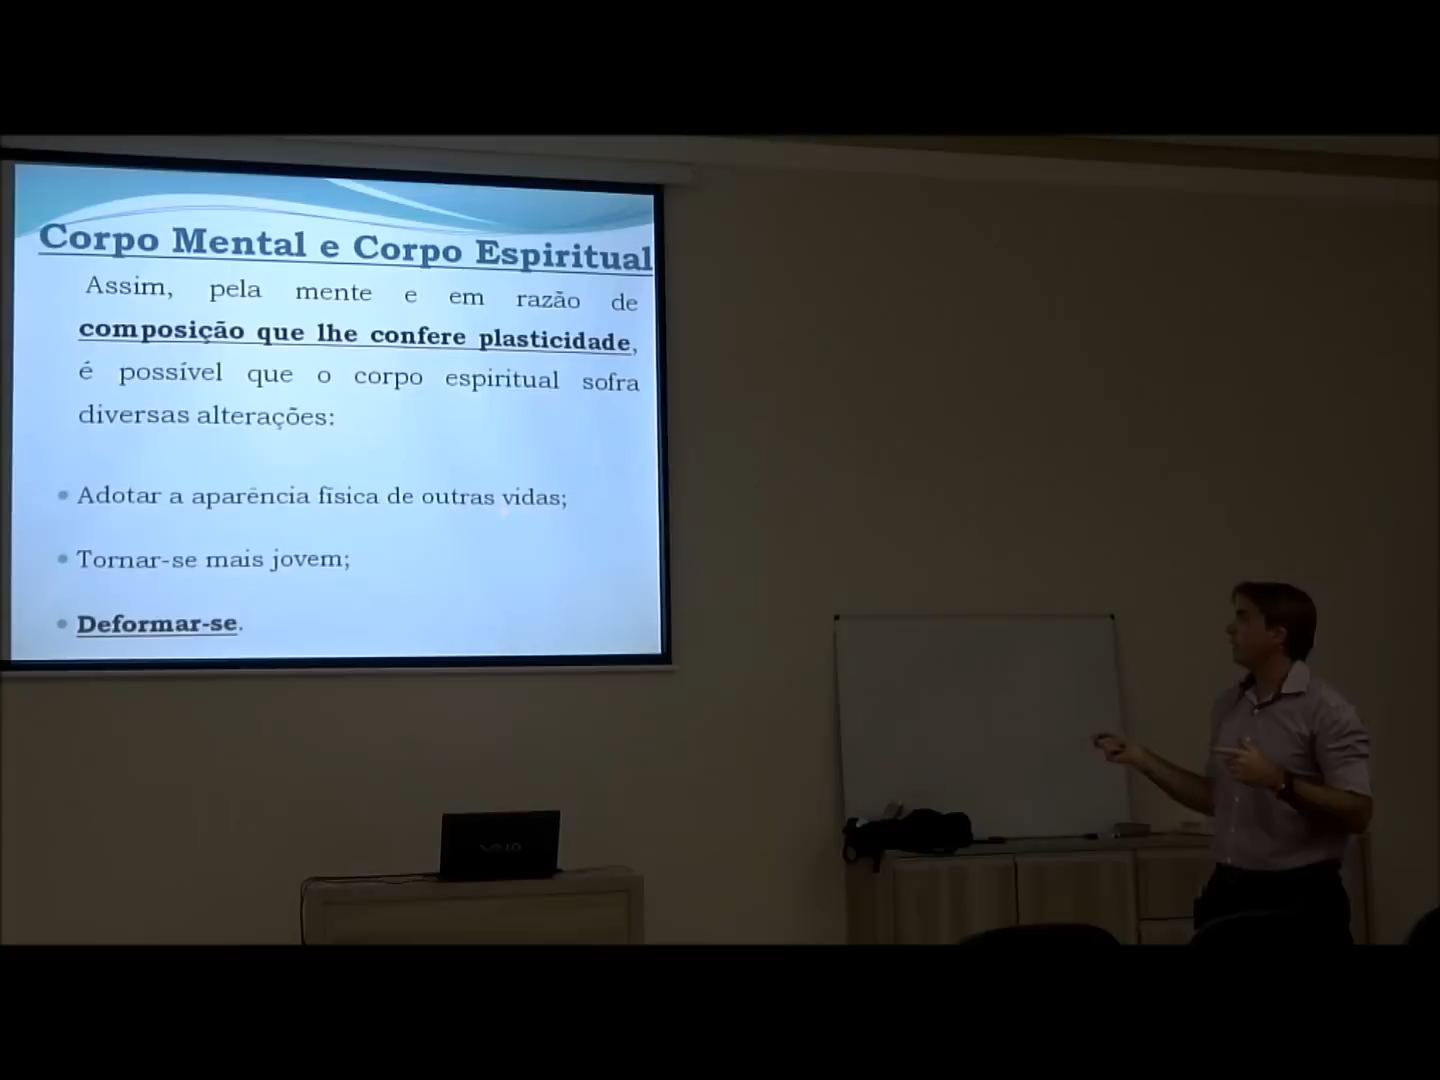 Corpo Mental e Corpo Espiritual
Assim, pela mente e em razão de
composição que lhe confere plasticidade,
é possível que o corpo espiritual sofra
diversas alterações:
• Adotar a aparência física de outras vidas;
• Tornar-se mais jovem;
• Deformar-se.
VAIO